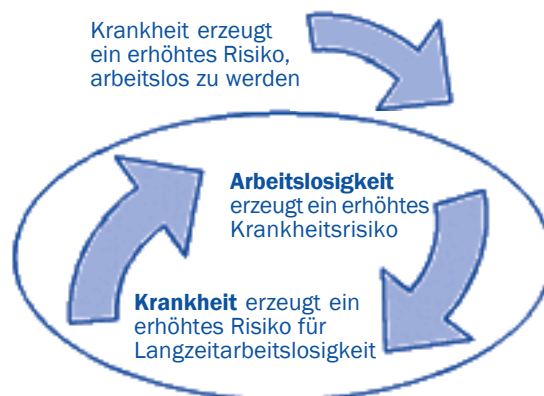 Krankheit erzeugt
ein erhöhtes Risiko,
arbeitslos zu werden
Arbeitslosigkeit
erzeugt ein erhöhtes
Krankheitsrisiko
Krankheit erzeugt ein
erhöhtes Risiko für
Langzeitarbeitslosigkeit